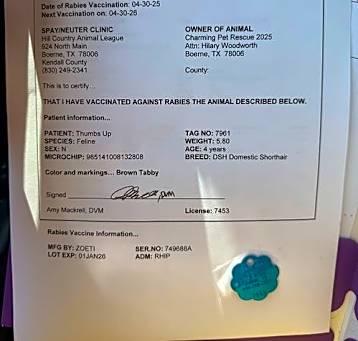 Date of Rabies Vaccination: 04-30-25
Next Vaccination on: 04-30-26
SPAY/NEUTER CLINIC
Hill Country Animal League
924 North Main
Boerne, TX 78006
Kendall County
(830) 249-2341
OWNER OF ANIMAL
Charming Pet Rescue 2025
Attn: Hilary Woodworth
Boerne, TX 78006
County:
This is to certify...
THAT I HAVE VACCINATED AGAINST RABIES THE ANIMAL DESCRIBED BELOW.
Patient information...
PATIENT: Thumbs Up
SPECIES: Feline
SEX: N
MICROCHIP: 985141008132808
TAG NO: 7961
WEIGHT: 5.80
AGE: 4 years
BREED: DSH Domestic Shorthair
Color and markings... Brown Tabby
Signed DVM
Amy Mackrell, DVM
License: 7453
Rabies Vaccine Information...
MFG BY: ZOETI
LOT EXP: 01JAN26
SER.NO: 749688A
ADM: RHIP